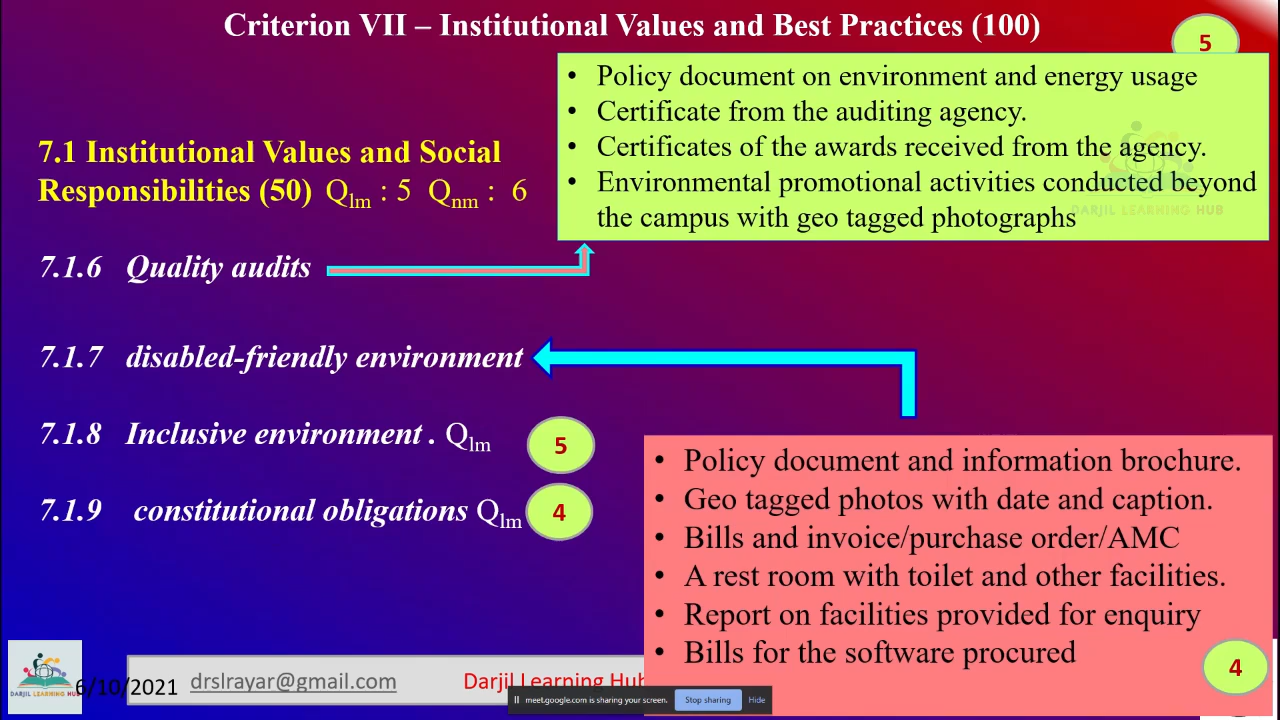 Criterion VII – Institutional Values and Best Practices (100)
5
• Policy document on environment and energy usage
• Certificate from the auditing agency.
• Certificates of the awards received from the agency.
• Environmental promotional activities conducted beyond
the campus with geo tagged photographs
DARJIL LEARNING HUB
7.1 Institutional Values and Social
Responsibilities (50) Qlm : 5 Qnm : 6
7.1.6 Quality audits
7.1.7 disabled-friendly environment
7.1.8 Inclusive environment . Qlm 5
7.1.9 constitutional obligations Qlm 4
• Policy document and information brochure.
• Geo tagged photos with date and caption.
• Bills and invoice/purchase order/AMC
• A rest room with toilet and other facilities.
• Report on facilities provided for enquiry
• Bills for the software procured
4
DARJIL LEARNING HUB
6/10/2021 drslrayar@gmail.com Darjil Learning Hub
meet.google.com is sharing your screen. Stop sharing Hide